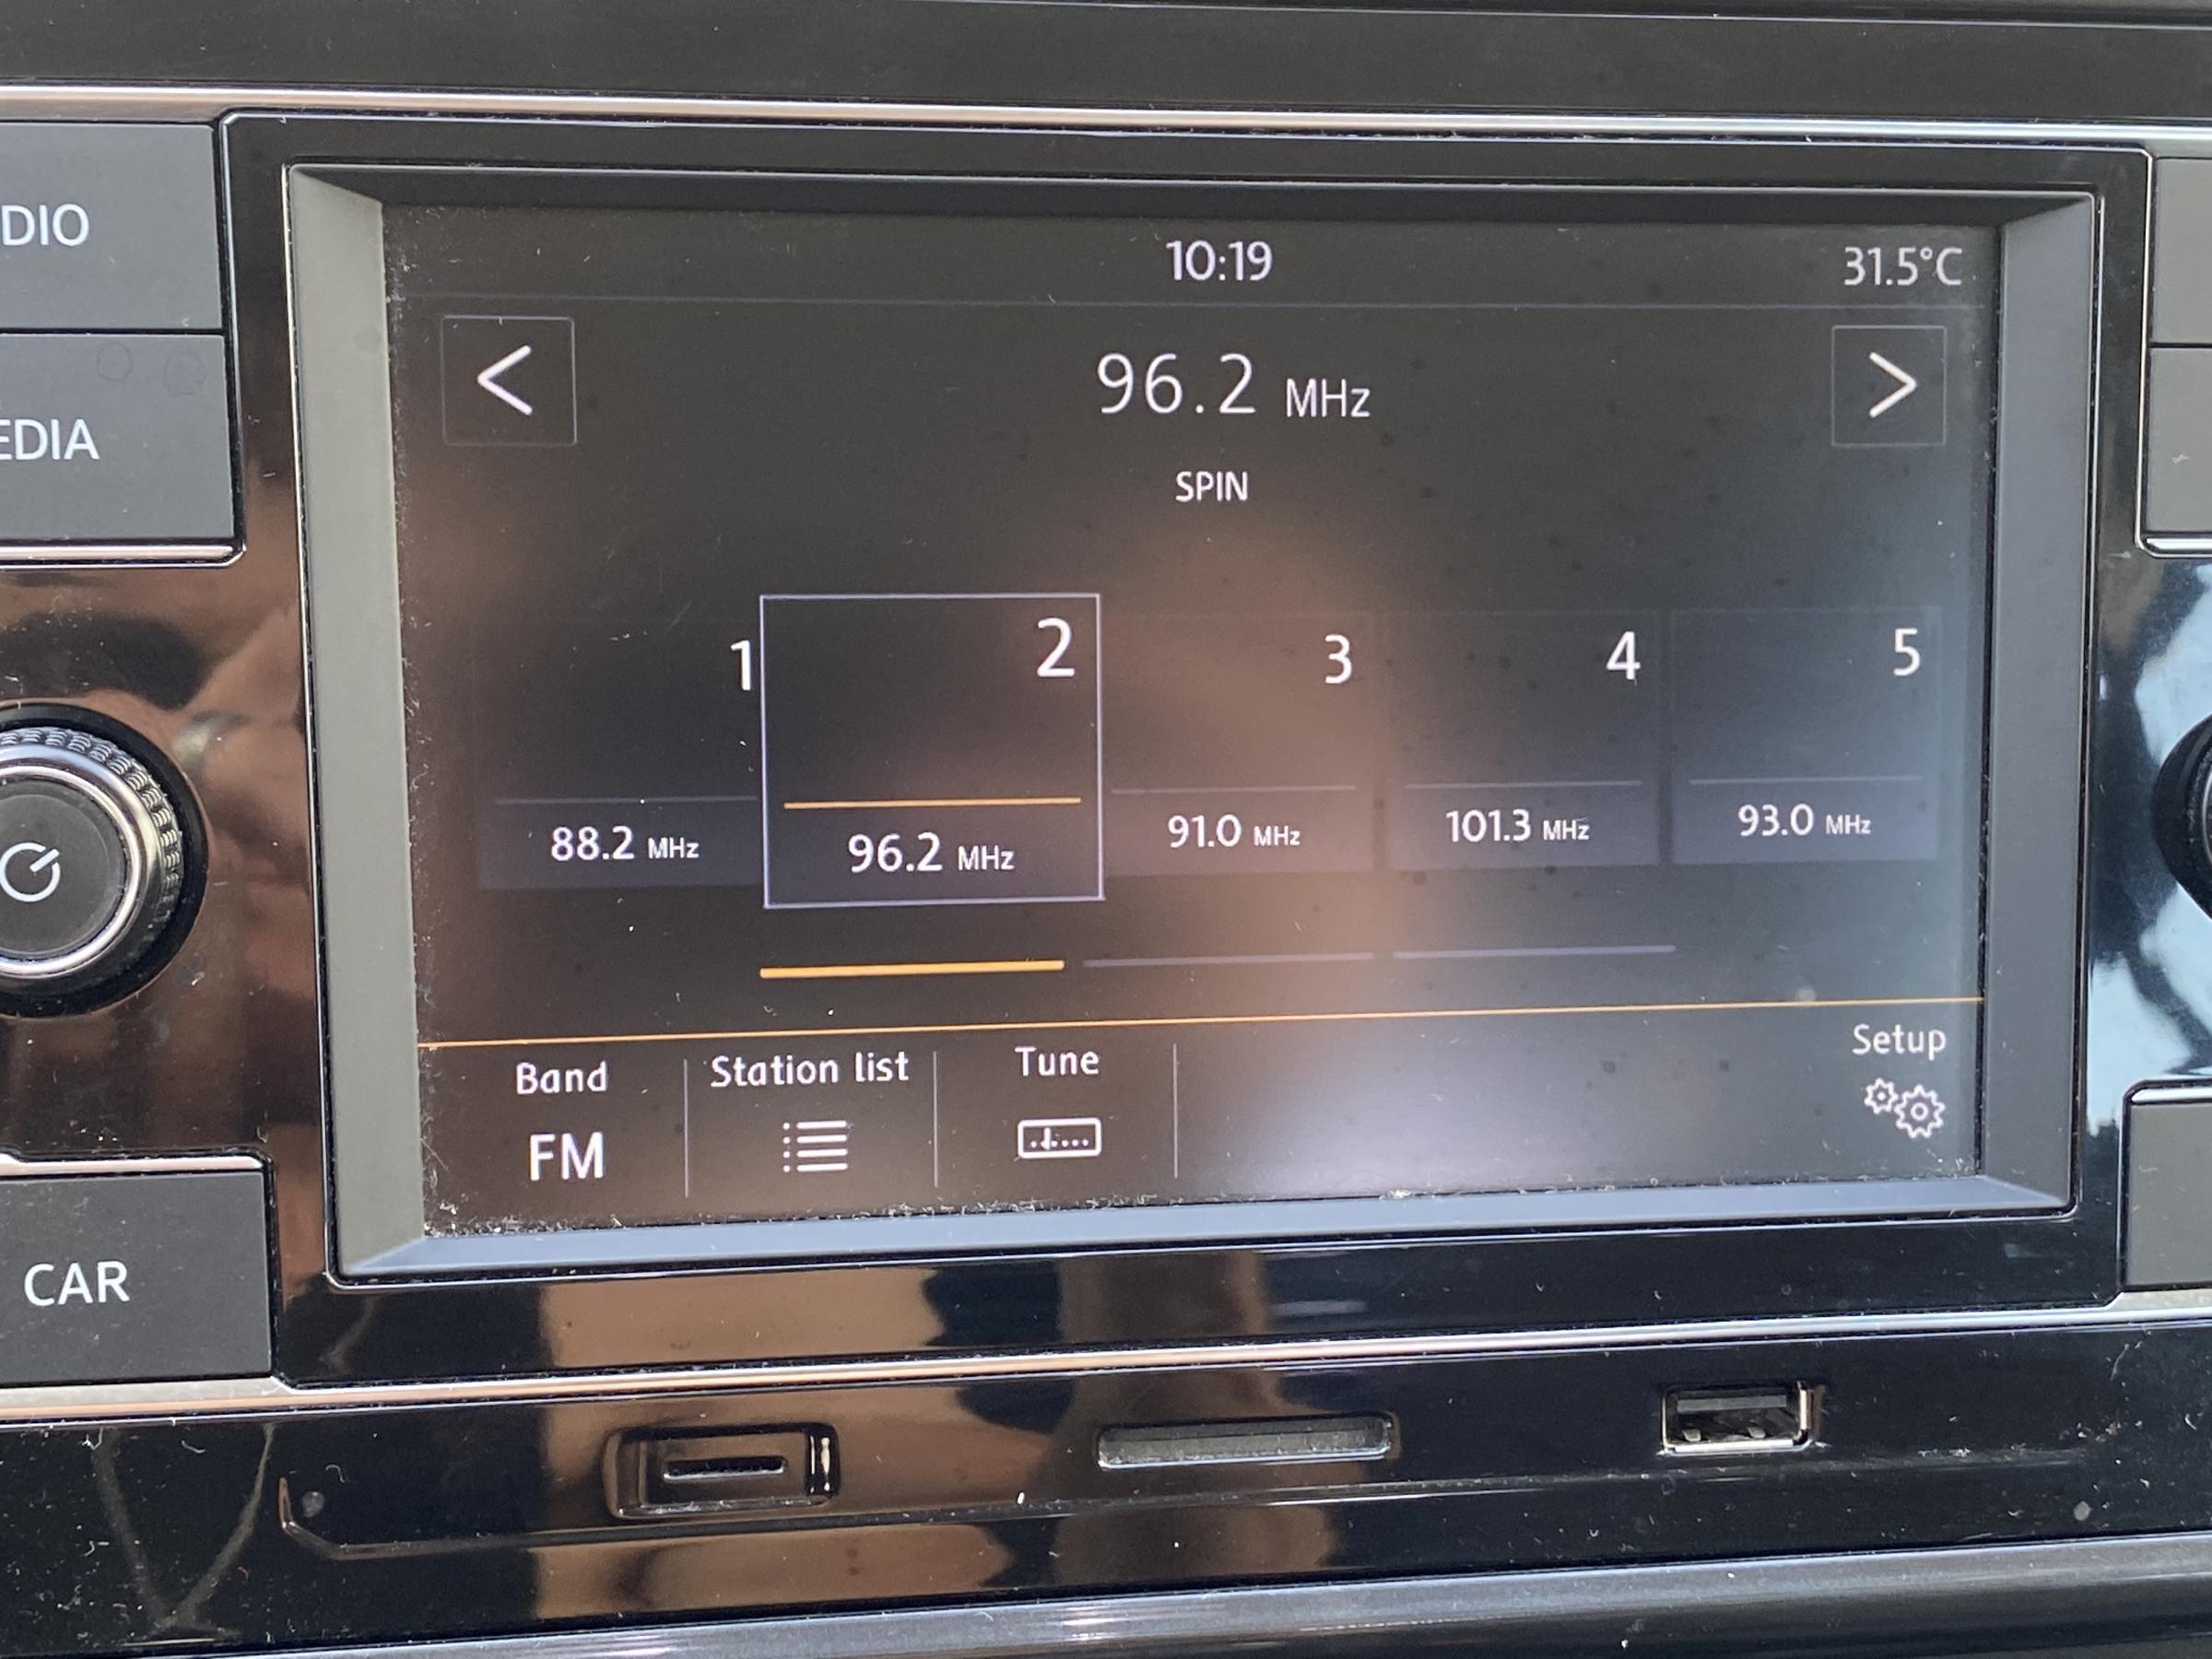 DIO
EDIA
CAR
10:19
31.5°C
96.2 MHz
SPIN
1
2
3
4
5
88.2 MHz
96.2 MHz
91.0 MHz
101.3 MHz
93.0 MHz
Band
Station list
Tune
Setup
FM